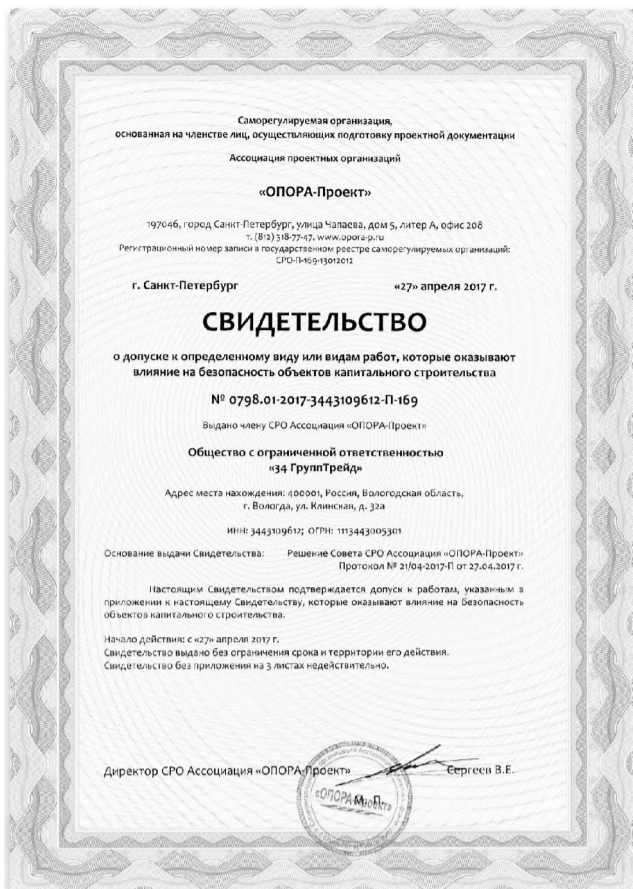 Саморегулируемая организация,
основанная на членстве лиц, осуществляющих подготовку проектной документации
Ассоциация проектных организаций
«ОПОРА-Проект»
197046, город Санкт-Петербург, улица Чапаева, дом 5, литер А, офис 208
т. (812) 318-77-47, www.opora-p.ru
Регистрационный номер записи в государственном реестре саморегулируемых организаций:
СРО-П-169-13012012
г. Санкт-Петербург «27» апреля 2017 г.
СВИДЕТЕЛЬСТВО
о допуске к определенному виду или видам работ, которые оказывают
влияние на безопасность объектов капитального строительства
№ 0798.01-2017-3443109612-П-169
Выдано члену СРО Ассоциация «ОПОРА-Проект»
Общество с ограниченной ответственностью
«34 ГруппТрейд»
Адрес места нахождения: 400001, Россия, Вологодская область,
г. Вологда, ул. Клинская, д. 32а
ИНН: 3443109612; ОГРН: 1113443005301
Основание выдачи Свидетельства: Решение Совета СРО Ассоциация «ОПОРА-Проект»
Протокол № 21/04-2017-П от 27.04.2017 г.
Настоящим Свидетельством подтверждается допуск к работам, указанным в
приложении к настоящему Свидетельству, которые оказывают влияние на безопасность
объектов капитального строительства.
Начало действия: с «27» апреля 2017 г.
Свидетельство выдано без ограничения срока и территории его действия.
Свидетельство без приложения на 3 листах недействительно.
Директор СРО Ассоциация «ОПОРА-Проект» Сергеев В.Е.
«ОПОРА-Проект»
М. П.